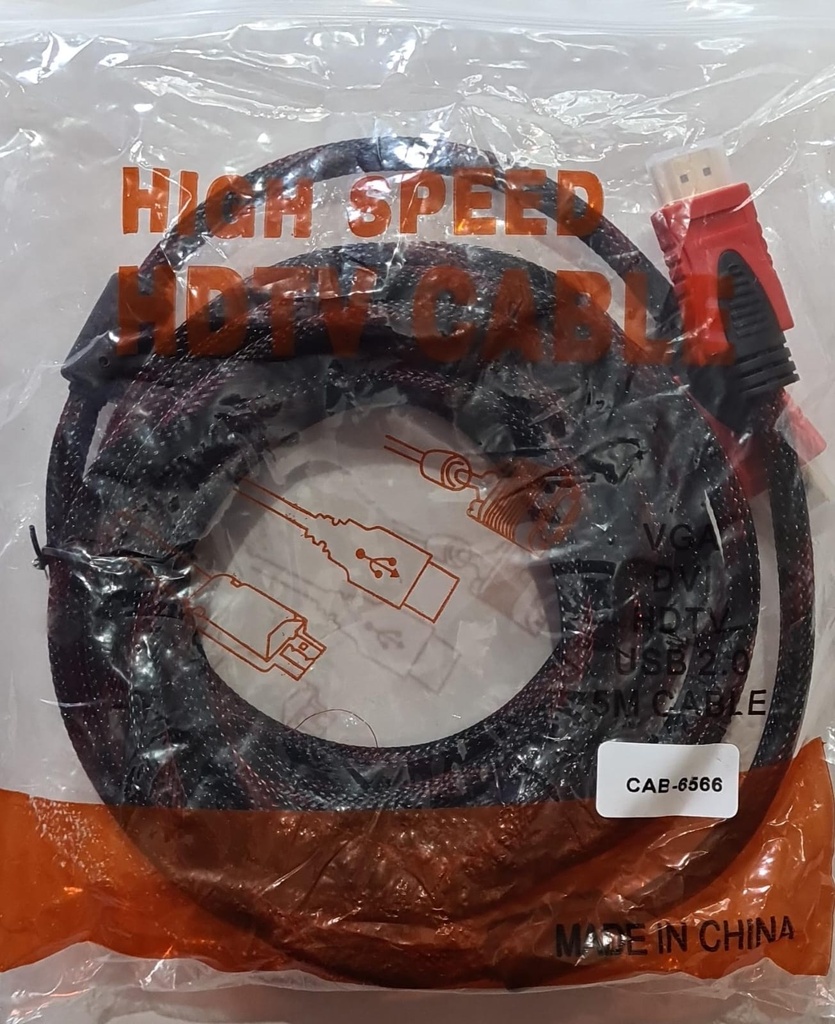 HIGH SPEED
HDTV CABLE
VGA
DVI
HDTV
USB 2.0
5M CABLE
CAB-6566
MADE IN CHINA